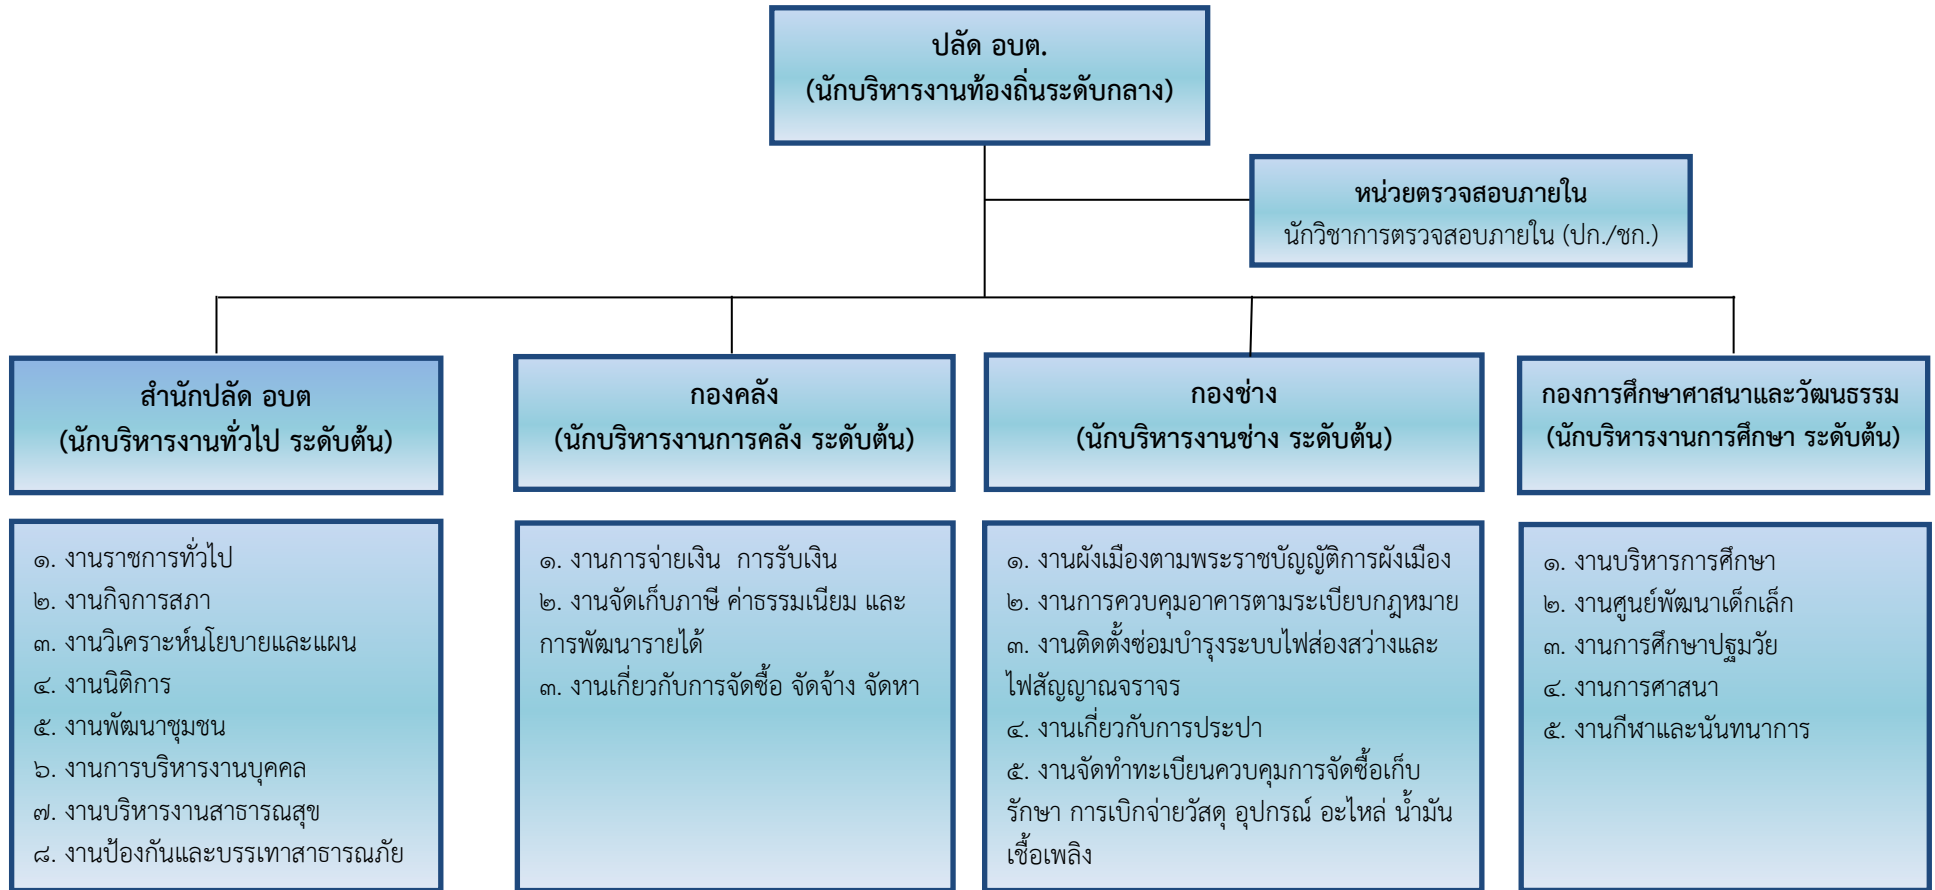 ปลัด อบต.
(นักบริหารงานท้องถิ่นระดับกลาง)
หน่วยตรวจสอบภายใน
นักวิชาการตรวจสอบภายใน (ปก./ชก.)
สำนักปลัด อบต
(นักบริหารงานทั่วไป ระดับต้น)
กองคลัง
(นักบริหารงานการคลัง ระดับต้น)
กองช่าง
(นักบริหารงานช่าง ระดับต้น)
กองการศึกษาศาสนาและวัฒนธรรม
(นักบริหารงานการศึกษา ระดับต้น)
๑. งานราชการทั่วไป
๒. งานกิจการสภา
๓. งานวิเคราะห์นโยบายและแผน
๔. งานนิติการ
๕. งานพัฒนาชุมชน
๖. งานการบริหารงานบุคคล
๗. งานบริหารงานสาธารณสุข
๘. งานป้องกันและบรรเทาสาธารณภัย
๑. งานการจ่ายเงิน การรับเงิน
๒. งานจัดเก็บภาษี ค่าธรรมเนียม และ
การพัฒนารายได้
๓. งานเกี่ยวกับการจัดซื้อ จัดจ้าง จัดหา
๑. งานผังเมืองตามพระราชบัญญัติการผังเมือง
๒. งานการควบคุมอาคารตามระเบียบกฎหมาย
๓. งานติดตั้งซ่อมบำรุงระบบไฟส่องสว่างและ
ไฟสัญญาณจราจร
๔. งานเกี่ยวกับการประปา
๕. งานจัดทำทะเบียนควบคุมการจัดซื้อเก็บ
รักษา การเบิกจ่ายวัสดุ อุปกรณ์ อะไหล่ น้ำมัน
เชื้อเพลิง
๑. งานบริหารการศึกษา
๒. งานศูนย์พัฒนาเด็กเล็ก
๓. งานการศึกษาปฐมวัย
๔. งานการศาสนา
๕. งานกีฬาและนันทนาการ